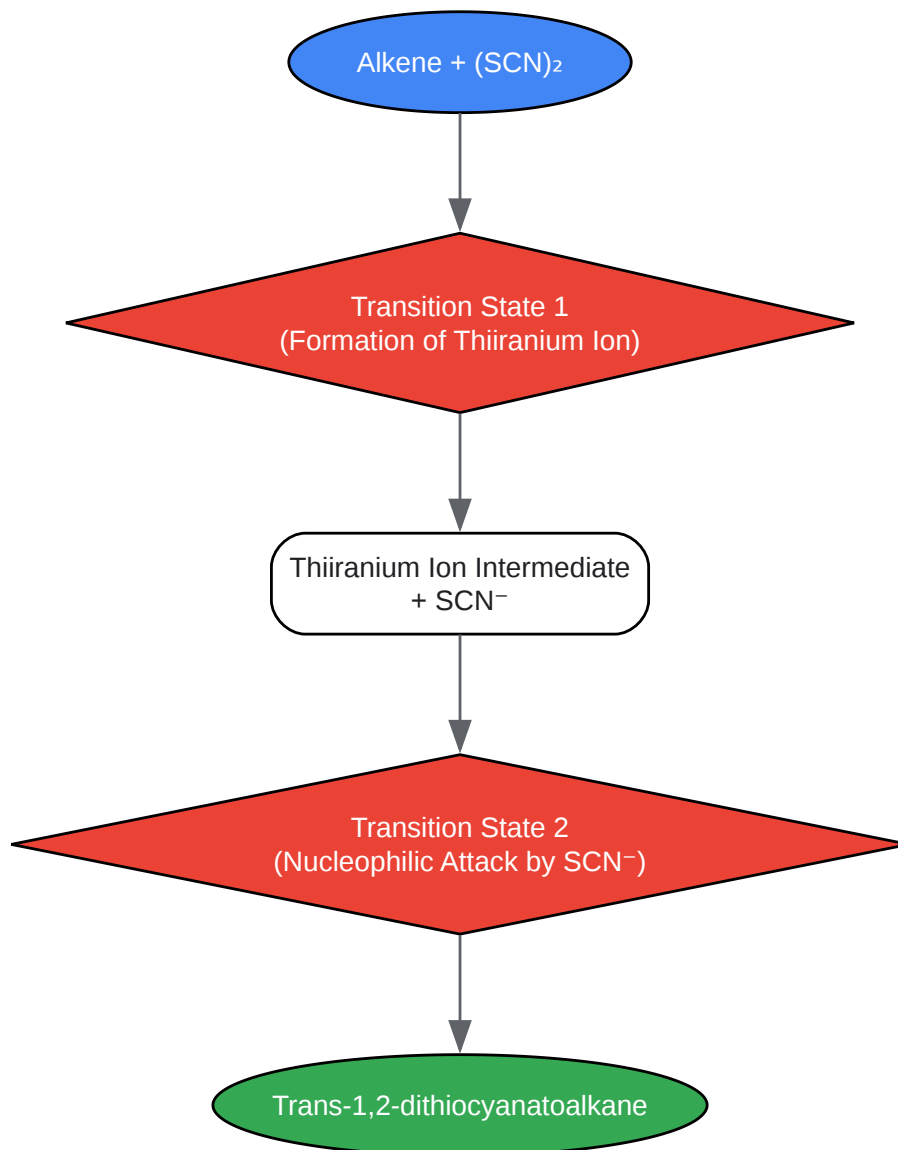 Alkene + (SCN)₂
Transition State 1
(Formation of Thiiranium Ion)
Thiiranium Ion Intermediate
+ SCN⁻
Transition State 2
(Nucleophilic Attack by SCN⁻)
Trans-1,2-dithiocyanatoalkane